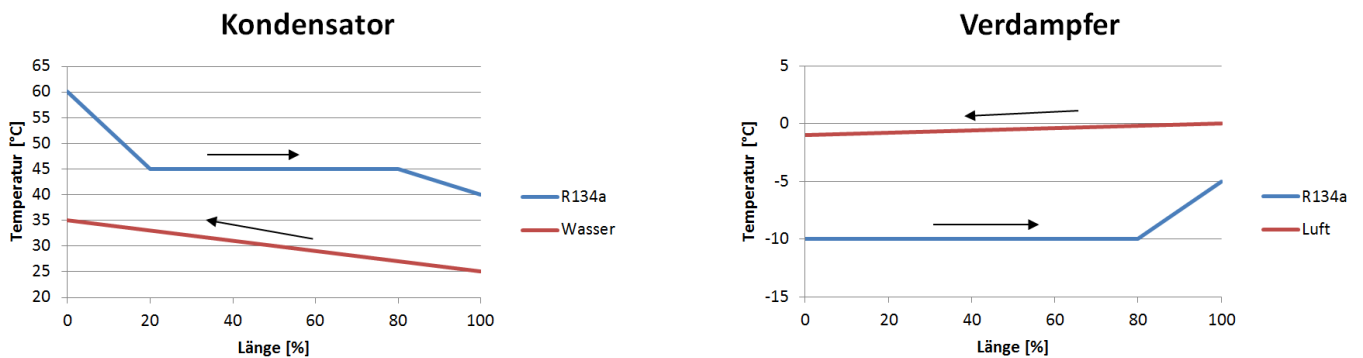 Kondensator
Temperatur [°C]
65
60
55
50
45
40
35
30
25
20
0 20 40 60 80 100
Länge [%]
R134a
Wasser
Verdampfer
Temperatur [°C]
5
0
-5
-10
-15
0 20 40 60 80 100
Länge [%]
R134a
Luft